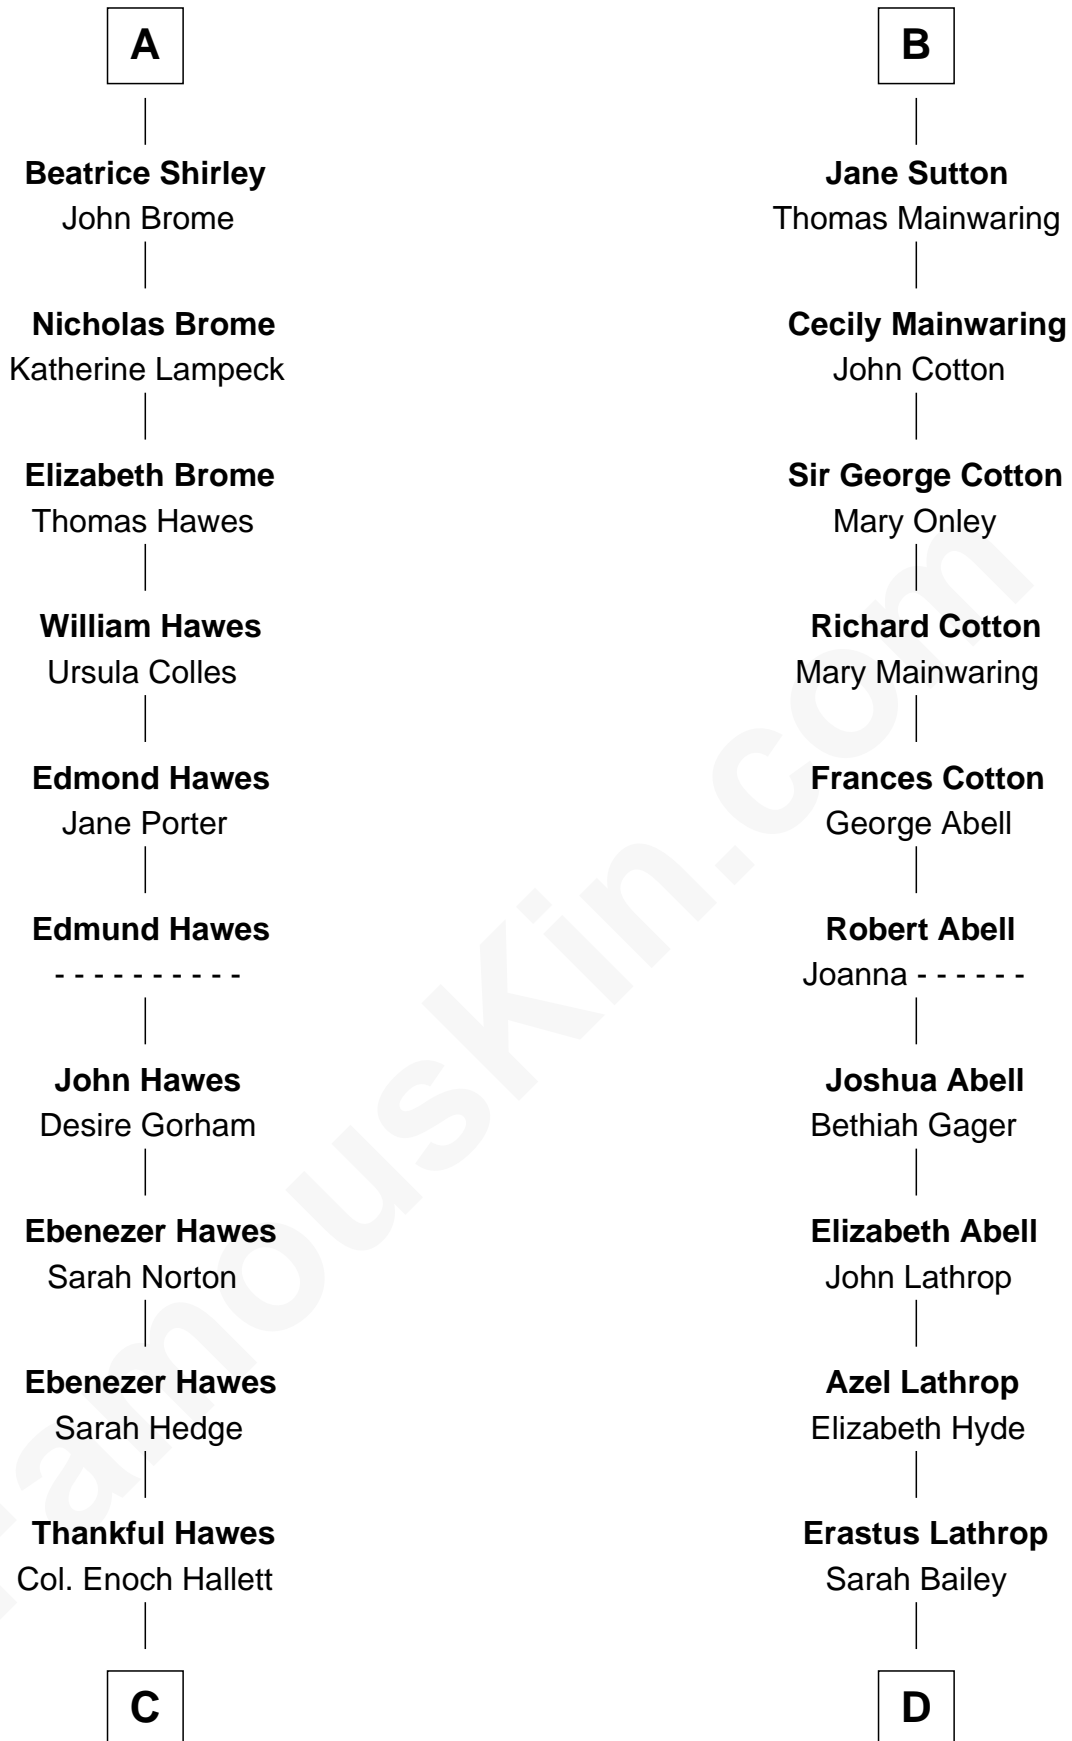 A
Beatrice Shirley
John Brome
Nicholas Brome
Katherine Lampeck
Elizabeth Brome
Thomas Hawes
William Hawes
Ursula Colles
Edmond Hawes
Jane Porter
Edmund Hawes
- - - - - - - - - -
John Hawes
Desire Gorham
Ebenezer Hawes
Sarah Norton
Ebenezer Hawes
Sarah Hedge
Thankful Hawes
Col. Enoch Hallett
C
B
Jane Sutton
Thomas Mainwaring
Cecily Mainwaring
John Cotton
Sir George Cotton
Mary Onley
Richard Cotton
Mary Mainwaring
Frances Cotton
George Abell
Robert Abell
Joanna - - - - - -
Joshua Abell
Bethiah Gager
Elizabeth Abell
John Lathrop
Azel Lathrop
Elizabeth Hyde
Erastus Lathrop
Sarah Bailey
D
FamousKin.com